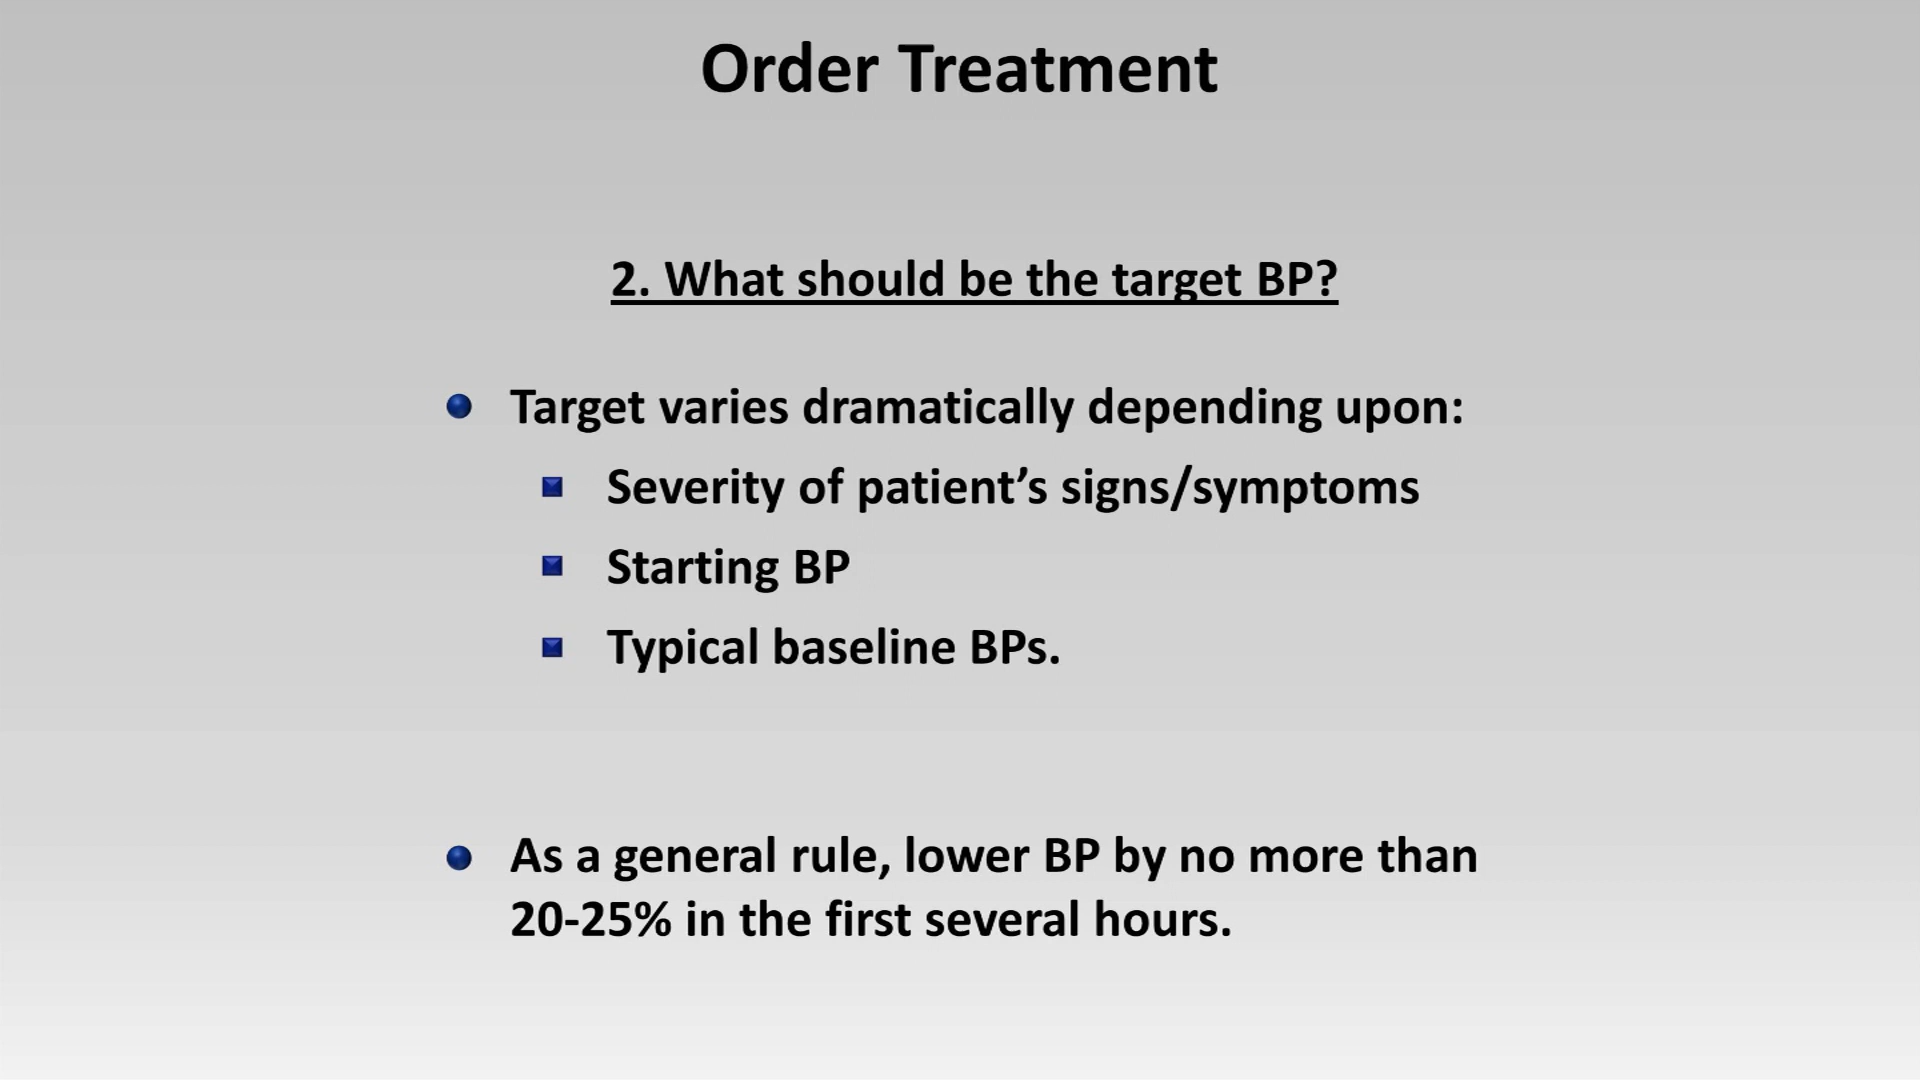 Order Treatment
2. What should be the target BP?
Target varies dramatically depending upon:
Severity of patient’s signs/symptoms
Starting BP
Typical baseline BPs.
As a general rule, lower BP by no more than
20-25% in the first several hours.